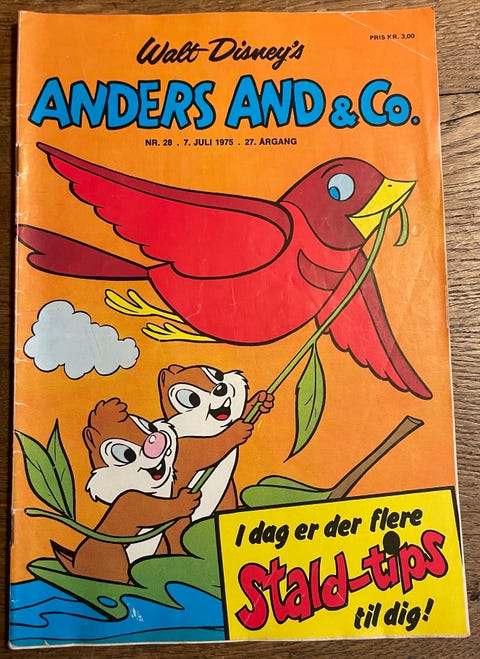 PRIS KR. 3,00
Walt Disney's
ANDERS AND & Co.
NR. 28 . 7. JULI 1975 . 27. ÅRGANG
I dag er der flere
Stald-tips
til dig!